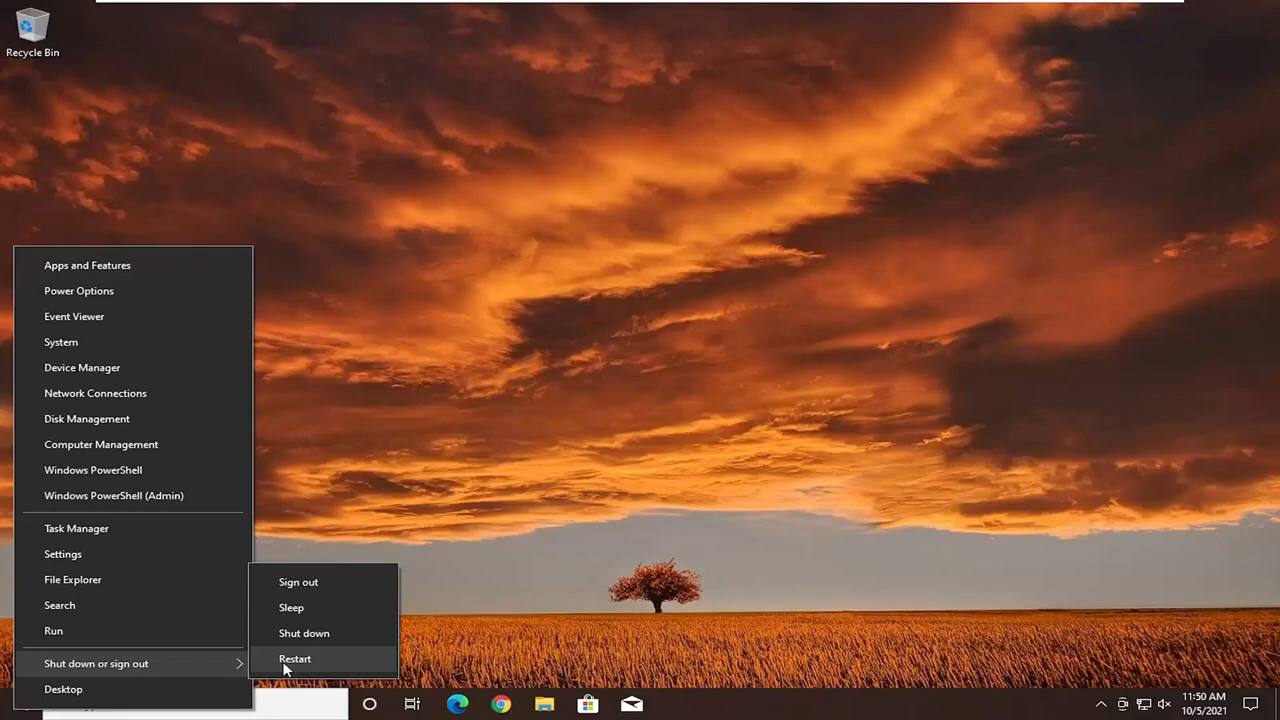 Recycle Bin
Apps and Features
Power Options
Event Viewer
System
Device Manager
Network Connections
Disk Management
Computer Management
Windows PowerShell
Windows PowerShell (Admin)
Task Manager
Settings
File Explorer
Search
Run
Shut down or sign out
Desktop
Sign out
Sleep
Shut down
Restart
11:50 AM
10/5/2021